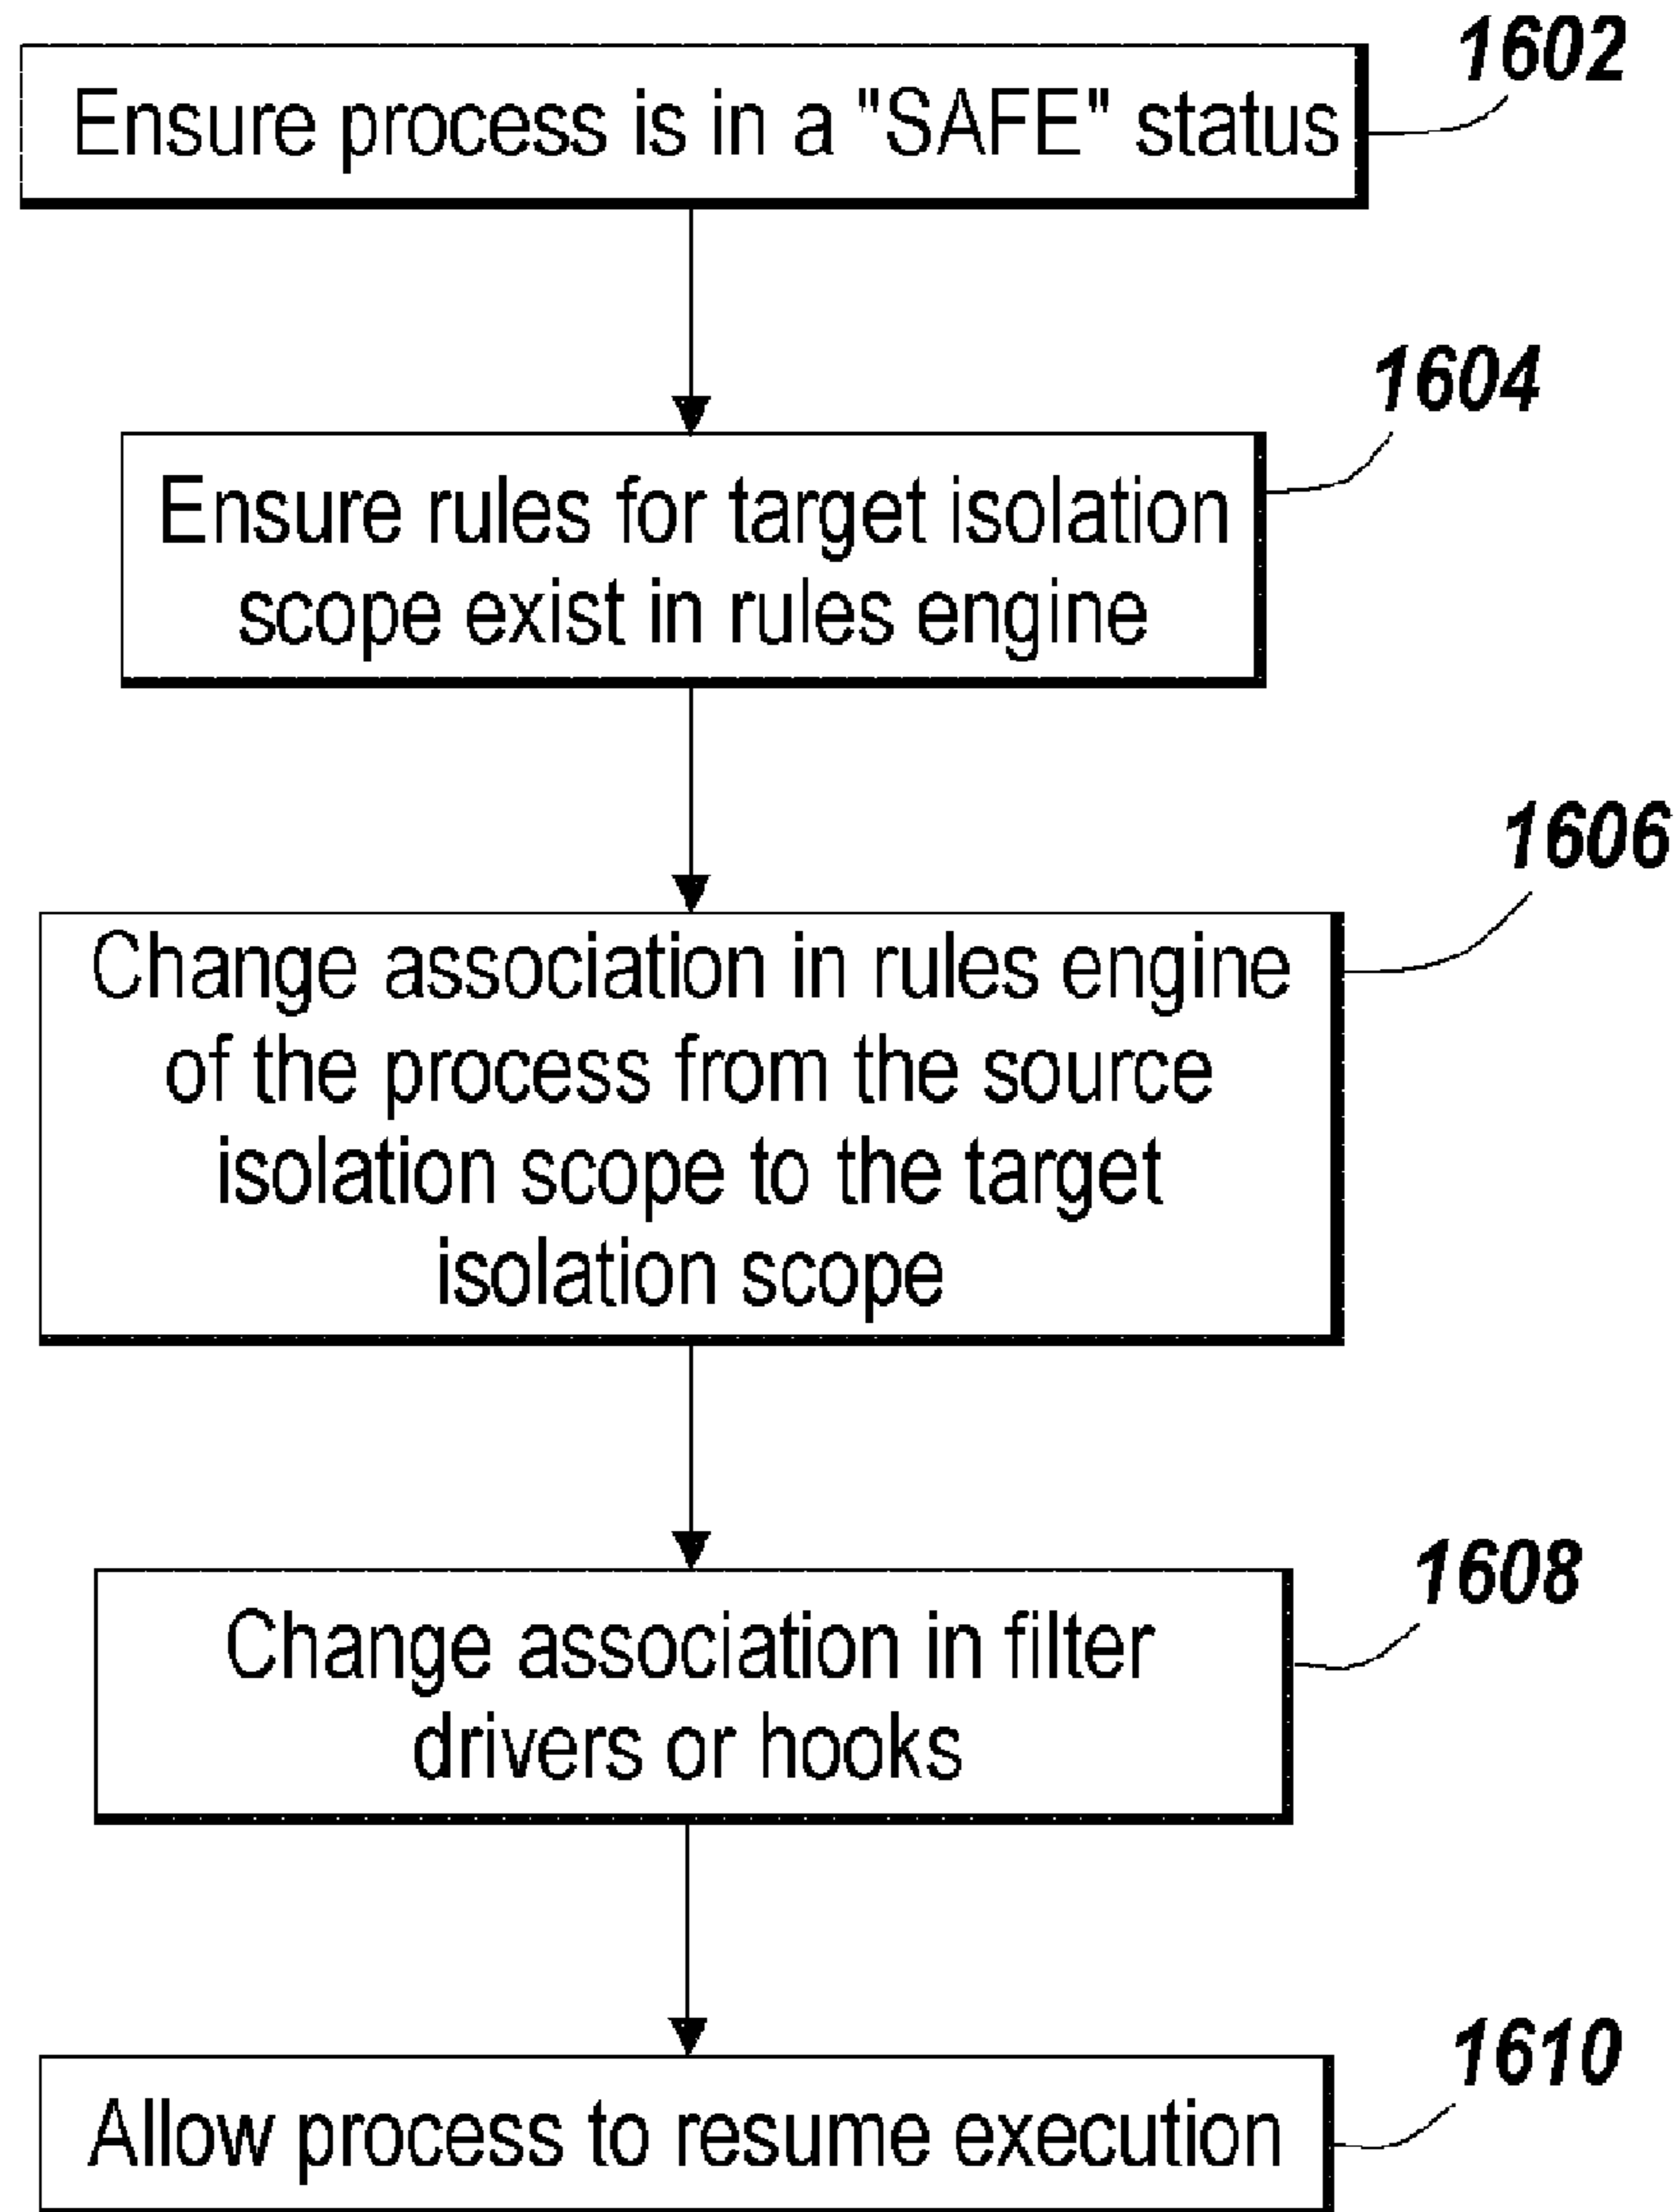 1602
Ensure process is in a "SAFE" status
1604
Ensure rules for target isolation
scope exist in rules engine
1606
Change association in rules engine
of the process from the source
isolation scope to the target
isolation scope
1608
Change association in filter
drivers or hooks
1610
Allow process to resume execution